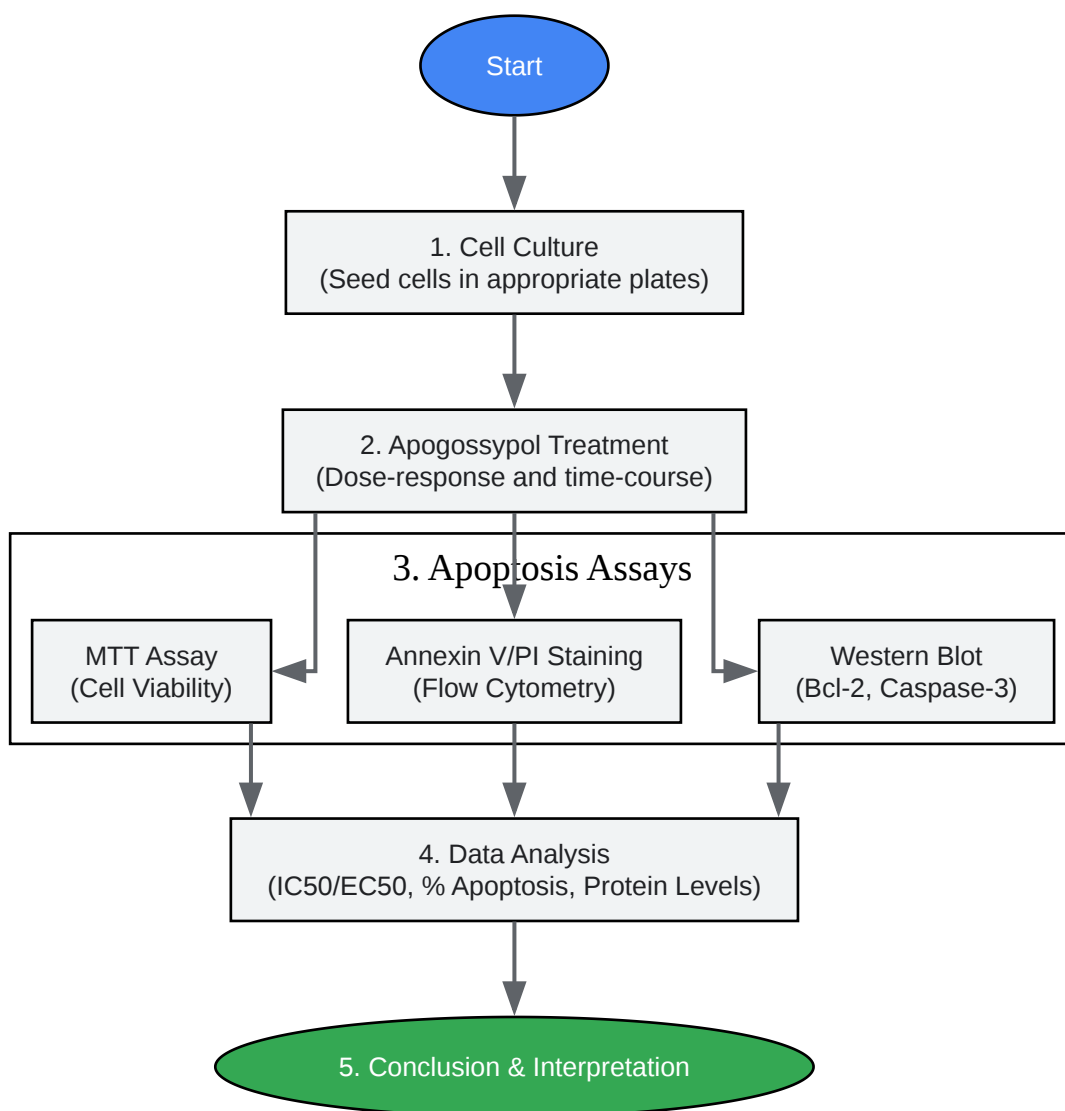 Start
1. Cell Culture
(Seed cells in appropriate plates)
2. Apogossypol Treatment
(Dose-response and time-course)
3. Apoptosis Assays
MTT Assay
(Cell Viability)
Annexin V/PI Staining
(Flow Cytometry)
Western Blot
(Bcl-2, Caspase-3)
4. Data Analysis
(IC50/EC50, % Apoptosis, Protein Levels)
5. Conclusion & Interpretation